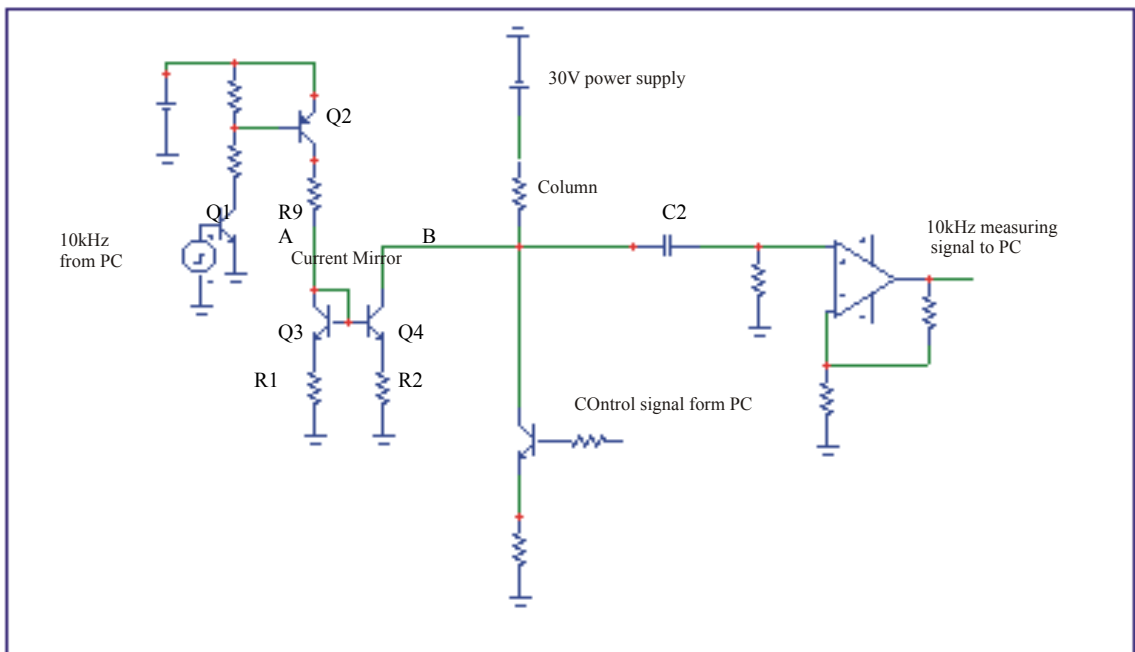 30V power supply
Q2
Column
Q1
R9
C2
10kHz
from PC
A
B
10kHz measuring
signal to PC
Current Mirror
Q3
Q4
R1
R2
COntrol signal form PC